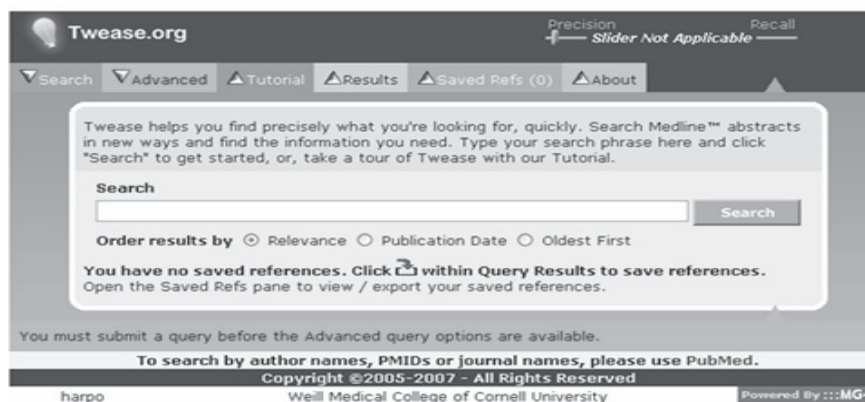 Twease.org
Precision Recall
Slider Not Applicable
Search Advanced Tutorial Results Saved Refs (0) About
Twease helps you find precisely what you're looking for, quickly. Search Medline™ abstracts
in new ways and find the information you need. Type your search phrase here and click
"Search" to get started, or, take a tour of Twease with our Tutorial.
Search
Search
Order results by Relevance Publication Date Oldest First
You have no saved references. Click within Query Results to save references.
Open the Saved Refs pane to view / export your saved references.
You must submit a query before the Advanced query options are available.
To search by author names, PMIDs or journal names, please use PubMed.
Copyright ©2005-2007 - All Rights Reserved
harpo Weill Medical College of Cornell University Powered By :::MG